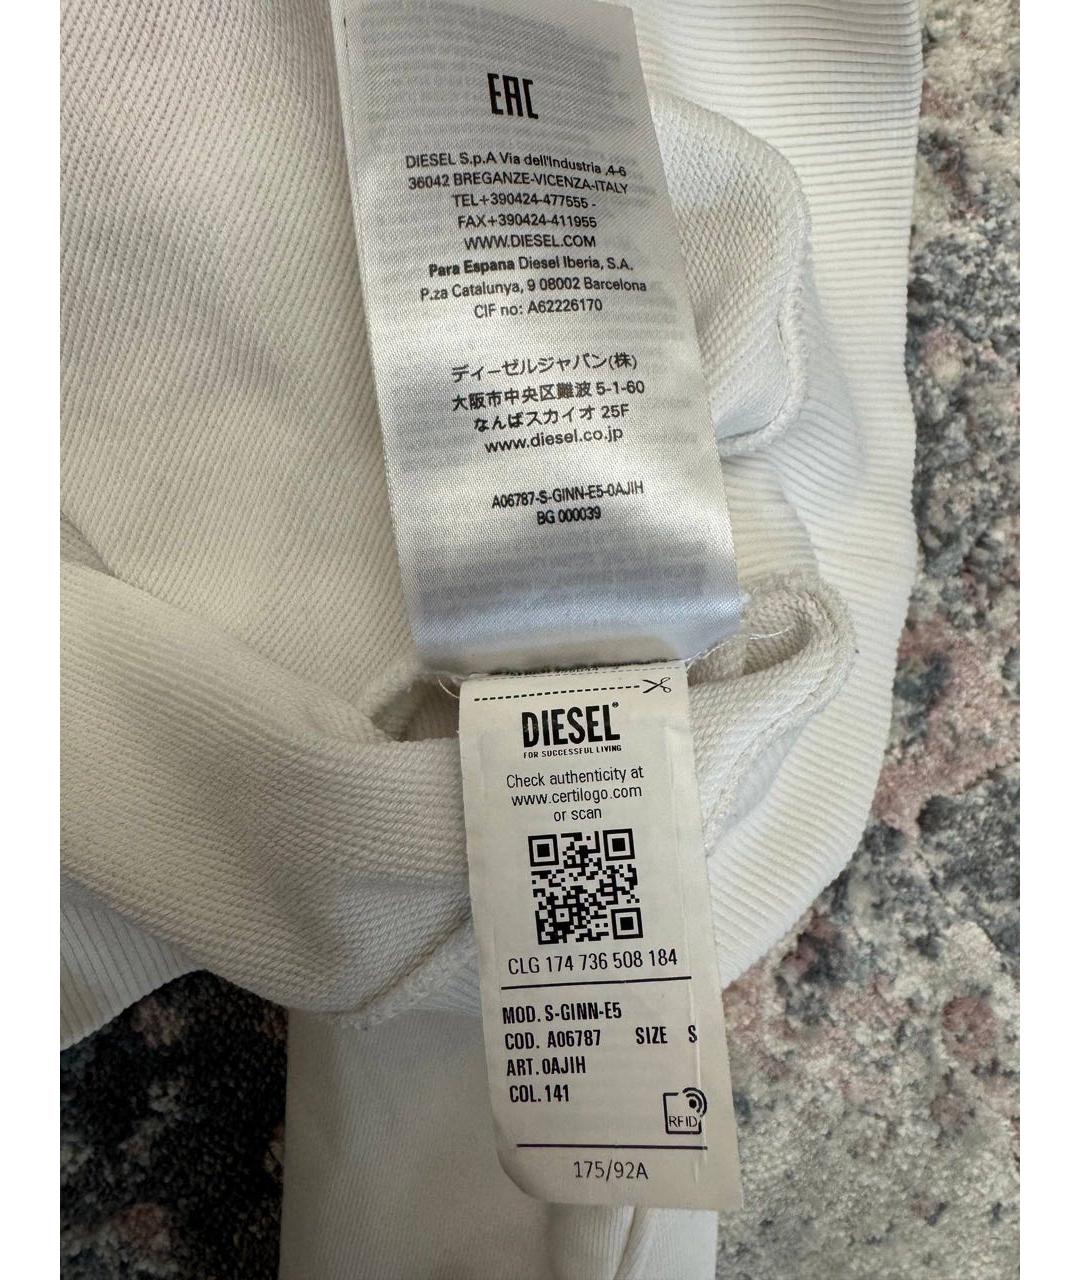 EAC
DIESEL S.p.A Via dell'Industria ,4-6
36042 BREGANZE-VICENZA-ITALY
TEL+390424-477555 -
FAX+390424-411955
WWW.DIESEL.COM
Para Espana Diesel Iberia, S.A.
P.za Catalunya, 9 08002 Barcelona
CIF no: A62226170
ディーゼルジャパン(株)
大阪市中央区難波 5-1-60
なんばスカイオ 25F
www.diesel.co.jp
A06787-S-GINN-E5-0AJIH
BG 000039
DIESEL®
FOR SUCCESSFUL LIVING
Check authenticity at
www.certilogo.com
or scan
CLG 174 736 508 184
MOD. S-GINN-E5
COD. A06787 SIZE S
ART. 0AJIH
COL. 141
RFID
175/92A